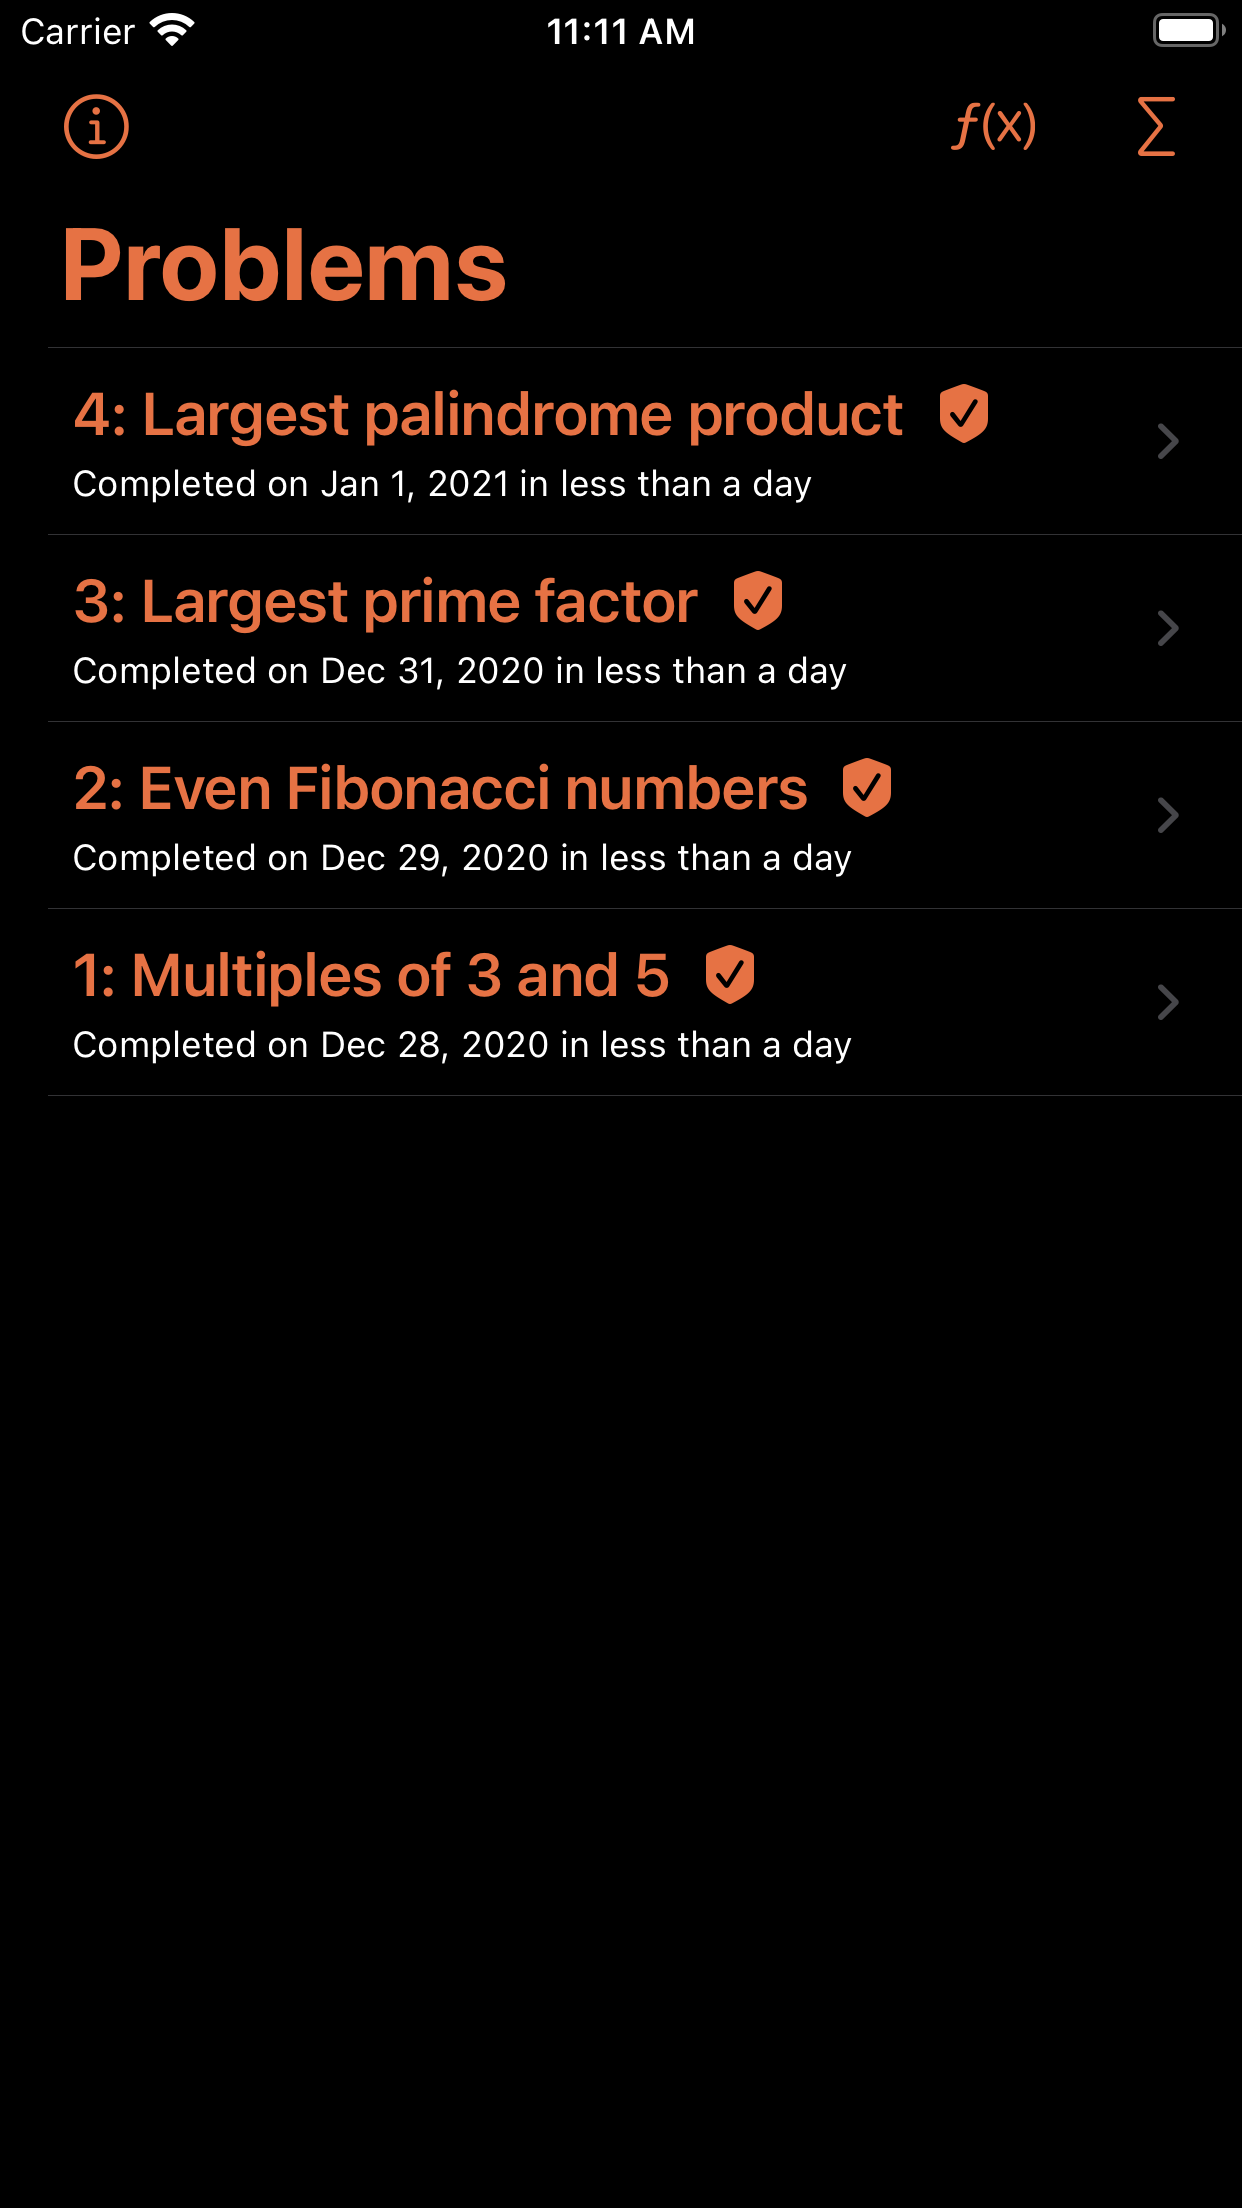 Carrier
11:11 AM
i
f(x)
Σ
Problems
4: Largest palindrome product
Completed on Jan 1, 2021 in less than a day
3: Largest prime factor
Completed on Dec 31, 2020 in less than a day
2: Even Fibonacci numbers
Completed on Dec 29, 2020 in less than a day
1: Multiples of 3 and 5
Completed on Dec 28, 2020 in less than a day